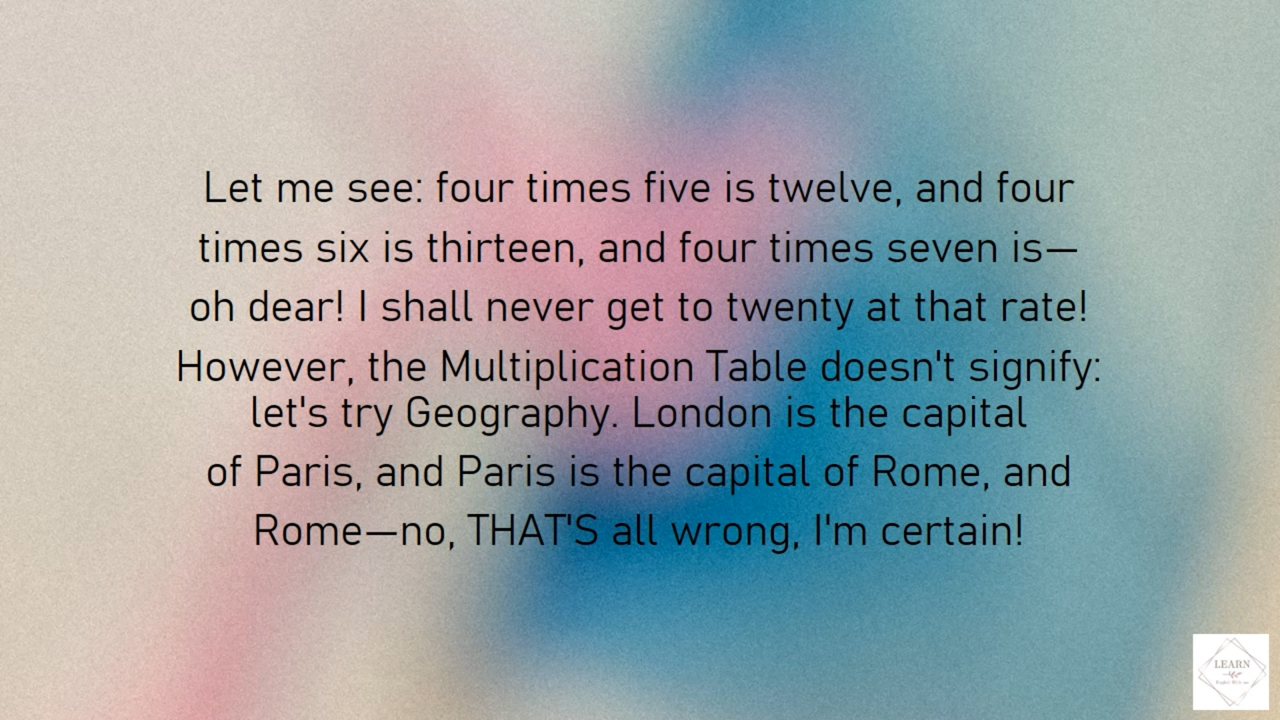 Let me see: four times five is twelve, and four
times six is thirteen, and four times seven is—
oh dear! I shall never get to twenty at that rate!
However, the Multiplication Table doesn't signify:
let's try Geography. London is the capital
of Paris, and Paris is the capital of Rome, and
Rome—no, THAT'S all wrong, I'm certain!
LEARN